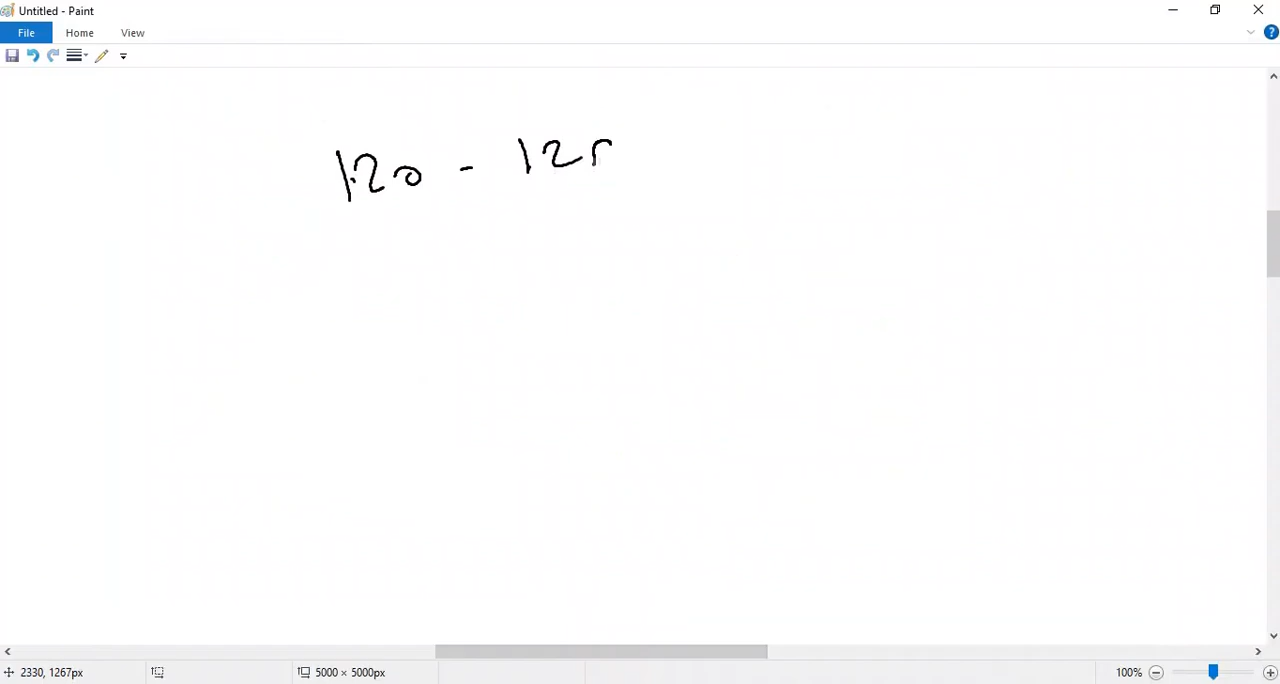 Untitled - Paint
File Home View
120 - 12
2330, 1267px 5000 × 5000px 100%